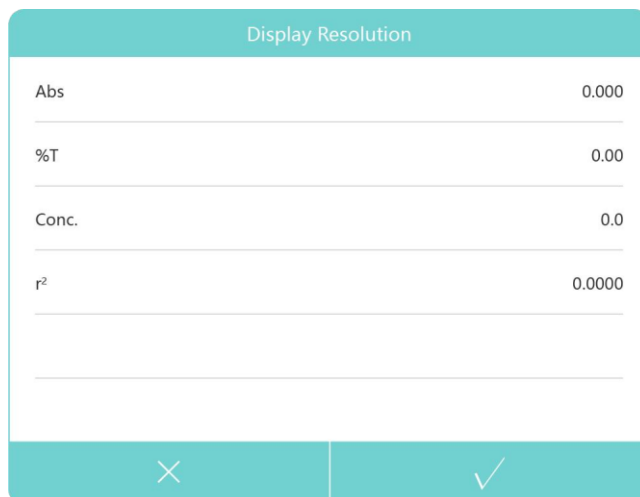 Display Resolution
Abs 0.000
%T 0.00
Conc. 0.0
r² 0.0000